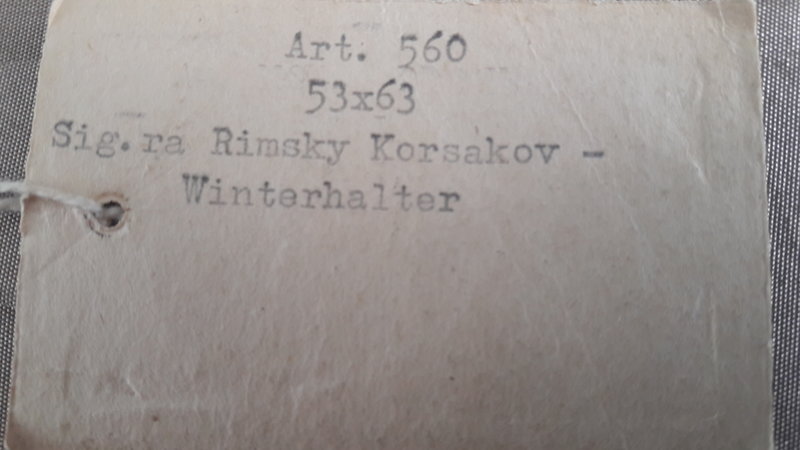 Art. 560
53x63
Sig.ra Rimsky Korsakov -
Winterhalter